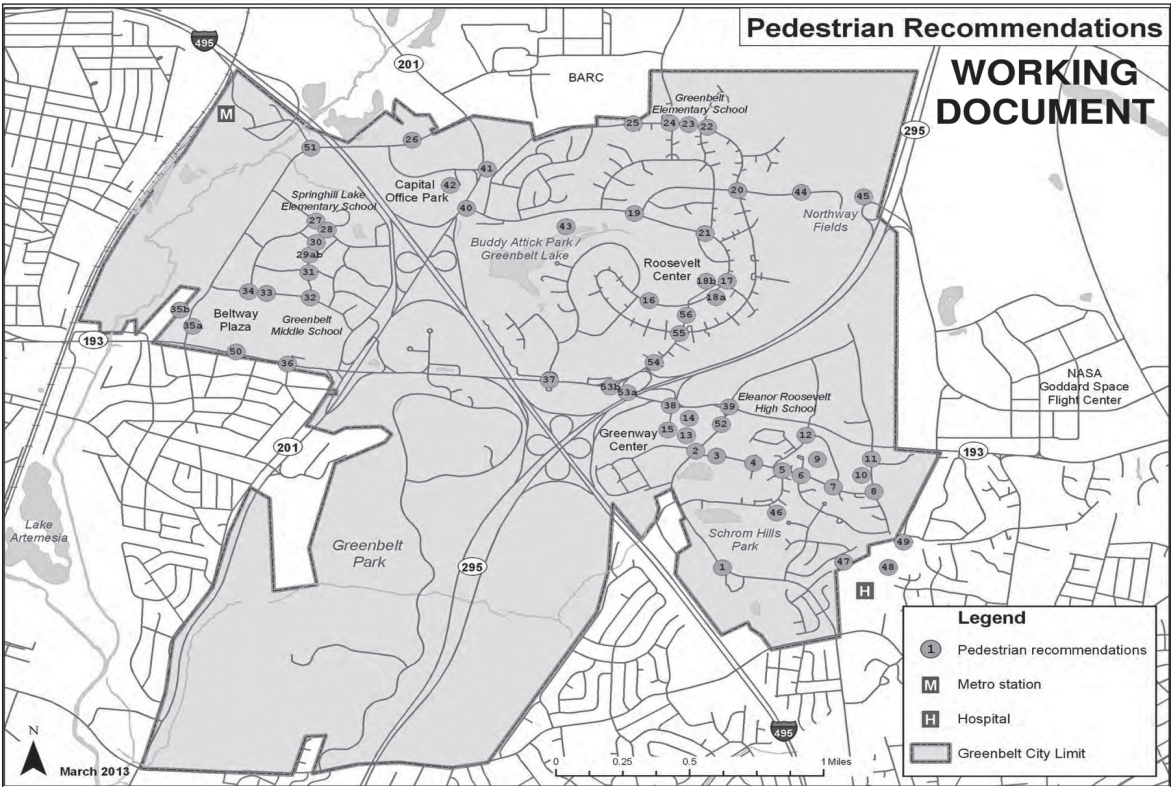 Pedestrian Recommendations
WORKING
DOCUMENT
495
201
BARC
Greenbelt
Elementary School
295
M
25
24
23
22
26
51
41
Capital
Office Park
42
40
Springhill Lake
Elementary School
27
28
30
29ab
31
32
34
33
35b
35a
Beltway
Plaza
Greenbelt
Middle School
193
50
36
43
Buddy Attick Park /
Greenbelt Lake
19
20
44
45
Northway
Fields
21
Roosevelt
Center
18b
17
18a
16
56
55
54
37
53b
53a
38
39
Eleanor Roosevelt
High School
14
52
15
13
Greenway
Center
2
3
4
5
6
7
8
9
10
11
12
NASA
Goddard Space
Flight Center
193
201
Lake
Artemesia
Greenbelt
Park
295
46
Schrom Hills
Park
1
47
49
48
H
495
Legend
1 Pedestrian recommendations
M Metro station
H Hospital
Greenbelt City Limit
N
March 2013
0 0.25 0.5 1 Miles